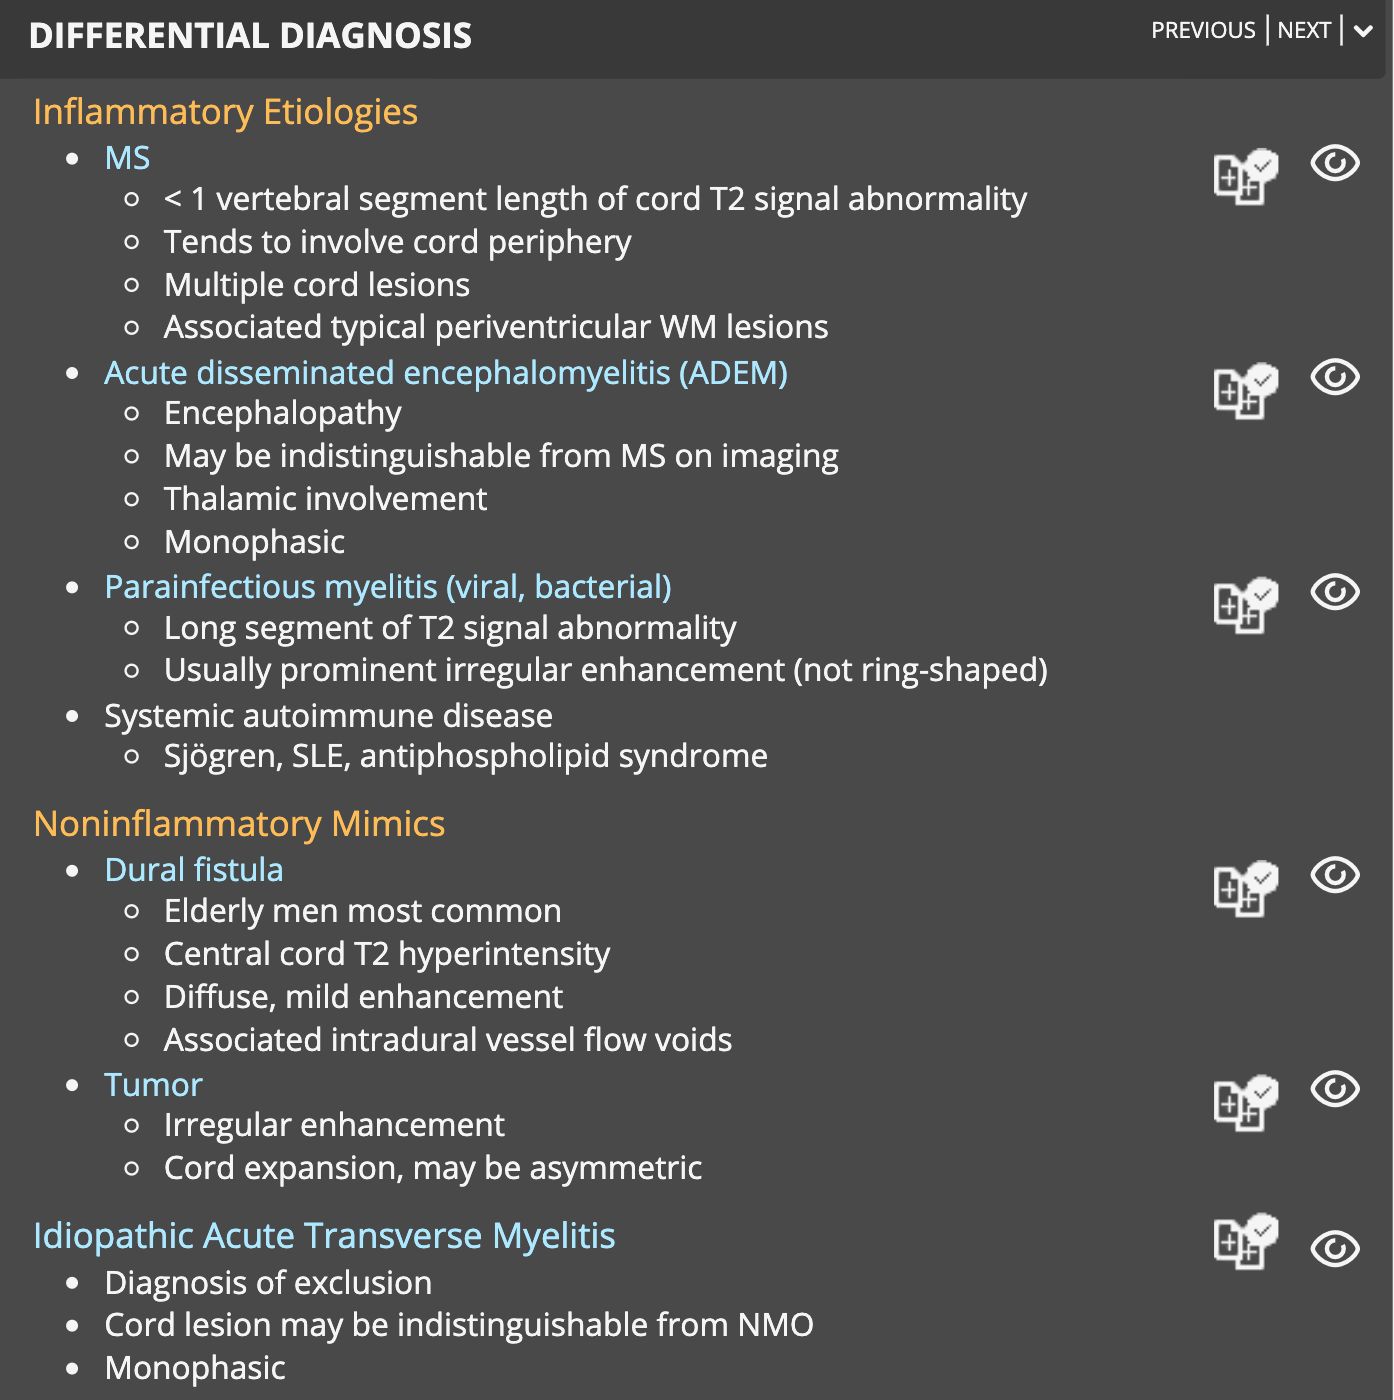 DIFFERENTIAL DIAGNOSIS
PREVIOUS | NEXT |
Inflammatory Etiologies
MS
< 1 vertebral segment length of cord T2 signal abnormality
Tends to involve cord periphery
Multiple cord lesions
Associated typical periventricular WM lesions
Acute disseminated encephalomyelitis (ADEM)
Encephalopathy
May be indistinguishable from MS on imaging
Thalamic involvement
Monophasic
Parainfectious myelitis (viral, bacterial)
Long segment of T2 signal abnormality
Usually prominent irregular enhancement (not ring-shaped)
Systemic autoimmune disease
Sjögren, SLE, antiphospholipid syndrome
Noninflammatory Mimics
Dural fistula
Elderly men most common
Central cord T2 hyperintensity
Diffuse, mild enhancement
Associated intradural vessel flow voids
Tumor
Irregular enhancement
Cord expansion, may be asymmetric
Idiopathic Acute Transverse Myelitis
Diagnosis of exclusion
Cord lesion may be indistinguishable from NMO
Monophasic